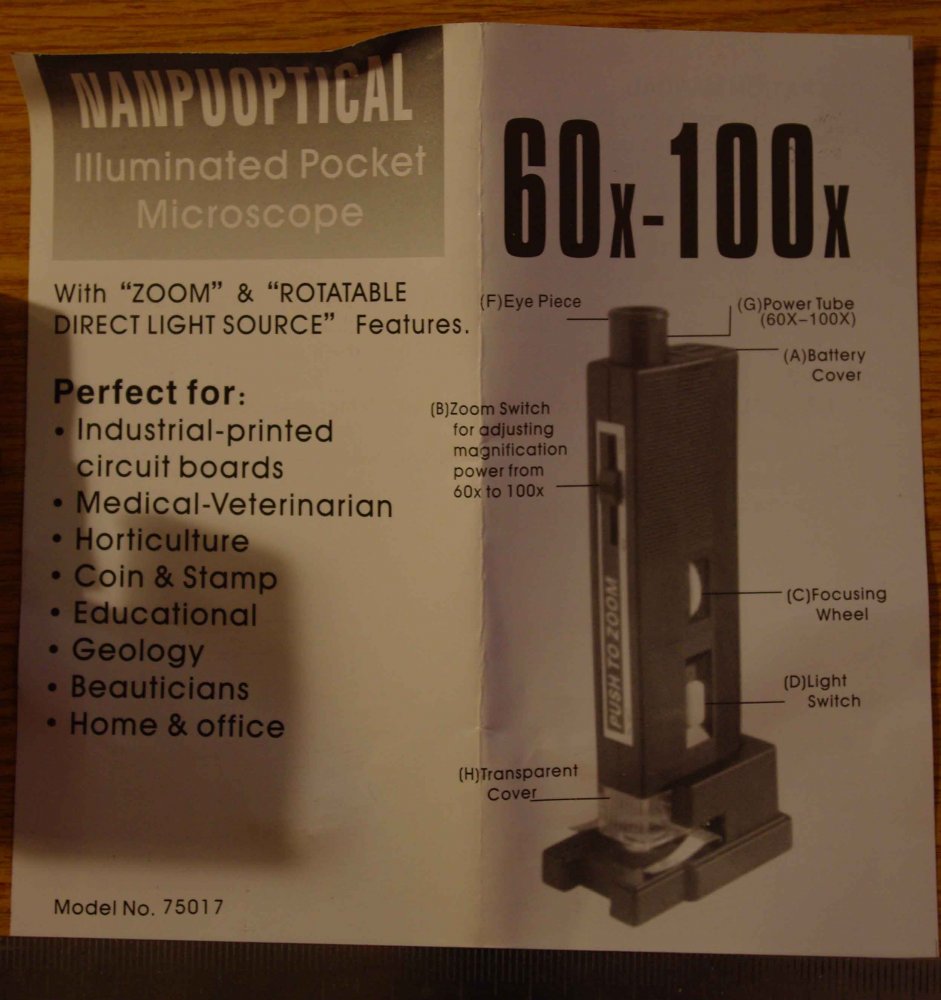 NANPUOPTICAL
Illuminated Pocket
Microscope
With “ZOOM” & “ROTATABLE
DIRECT LIGHT SOURCE” Features.
Perfect for:
• Industrial-printed
circuit boards
• Medical-Veterinarian
• Horticulture
• Coin & Stamp
• Educational
• Geology
• Beauticians
• Home & office
Model No. 75017
60x-100x
(F)Eye Piece
(G)Power Tube
(60X-100X)
(A)Battery
Cover
(B)Zoom Switch
for adjusting
magnification
power from
60x to 100x
PUSH TO ZOOM
(C)Focusing
Wheel
(D)Light
Switch
(H)Transparent
Cover